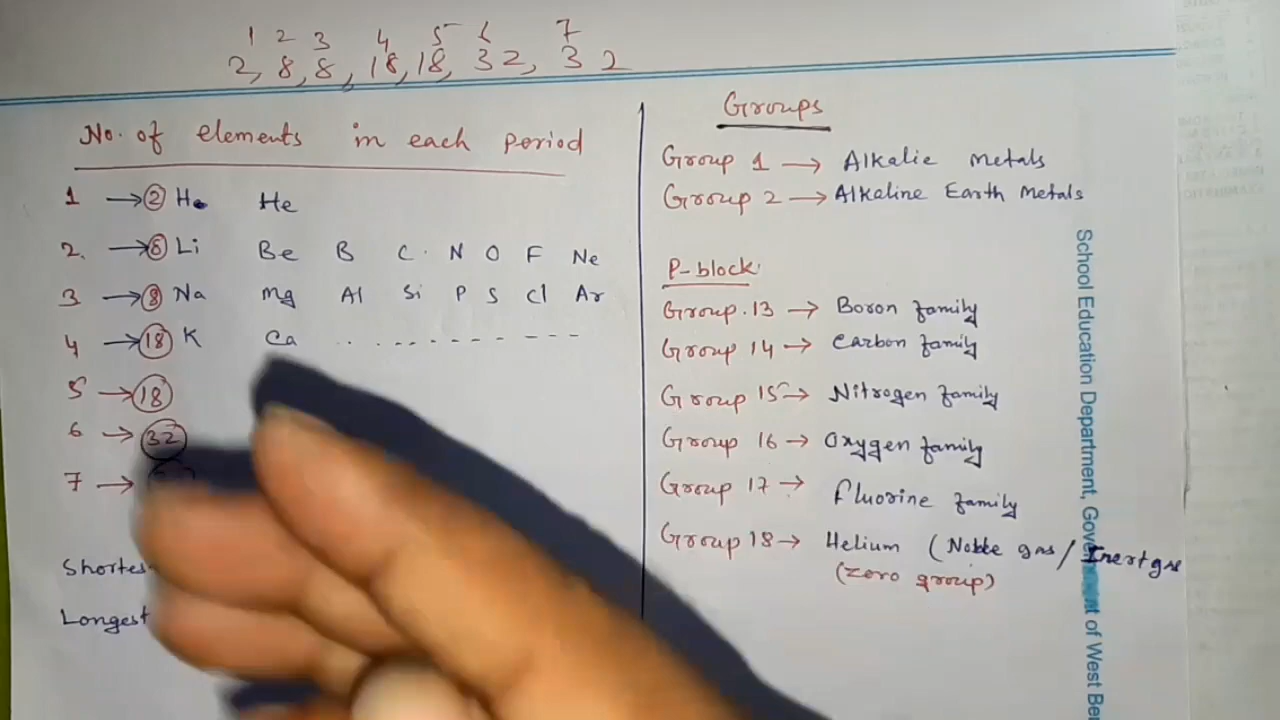 1 2 3 4 5 6 7
2, 8, 8, 18, 18, 32, 32
No. of elements in each period
1 → 2 He He
2. → 8 Li Be B C N O F Ne
3 → 8 Na Mg Al Si P S Cl Ar
4 → 18 K Ca
5 → 18
6 → 32
7 →
Longest
Groups
Group 1 → Alkalie metals
Group 2 → Alkaline Earth Metals
P-block
Group.13 → Boron family
Group 14 → Carbon family
Group 15 → Nitrogen family
Group 16 → Oxygen family
Group 17 → Fluorine family
Group 18 → Helium (Noble gas / Inert gas
(zero group)
School Education Department, Government of West